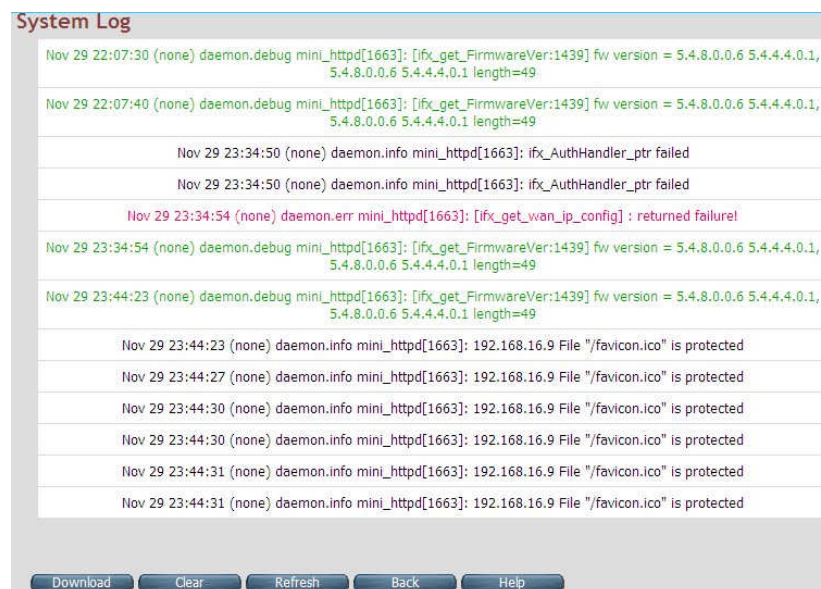 System Log
Nov 29 22:07:30 (none) daemon.debug mini_httpd[1663]: [ifx_get_FirmwareVer:1439] fw version = 5.4.8.0.0.6 5.4.4.4.0.1,
5.4.8.0.0.6 5.4.4.4.0.1 length=49
Nov 29 22:07:40 (none) daemon.debug mini_httpd[1663]: [ifx_get_FirmwareVer:1439] fw version = 5.4.8.0.0.6 5.4.4.4.0.1,
5.4.8.0.0.6 5.4.4.4.0.1 length=49
Nov 29 23:34:50 (none) daemon.info mini_httpd[1663]: ifx_AuthHandler_ptr failed
Nov 29 23:34:50 (none) daemon.info mini_httpd[1663]: ifx_AuthHandler_ptr failed
Nov 29 23:34:54 (none) daemon.err mini_httpd[1663]: [ifx_get_wan_ip_config] : returned failure!
Nov 29 23:34:54 (none) daemon.debug mini_httpd[1663]: [ifx_get_FirmwareVer:1439] fw version = 5.4.8.0.0.6 5.4.4.4.0.1,
5.4.8.0.0.6 5.4.4.4.0.1 length=49
Nov 29 23:44:23 (none) daemon.debug mini_httpd[1663]: [ifx_get_FirmwareVer:1439] fw version = 5.4.8.0.0.6 5.4.4.4.0.1,
5.4.8.0.0.6 5.4.4.4.0.1 length=49
Nov 29 23:44:23 (none) daemon.info mini_httpd[1663]: 192.168.16.9 File "/favicon.ico" is protected
Nov 29 23:44:27 (none) daemon.info mini_httpd[1663]: 192.168.16.9 File "/favicon.ico" is protected
Nov 29 23:44:30 (none) daemon.info mini_httpd[1663]: 192.168.16.9 File "/favicon.ico" is protected
Nov 29 23:44:30 (none) daemon.info mini_httpd[1663]: 192.168.16.9 File "/favicon.ico" is protected
Nov 29 23:44:31 (none) daemon.info mini_httpd[1663]: 192.168.16.9 File "/favicon.ico" is protected
Nov 29 23:44:31 (none) daemon.info mini_httpd[1663]: 192.168.16.9 File "/favicon.ico" is protected
Download Clear Refresh Back Help